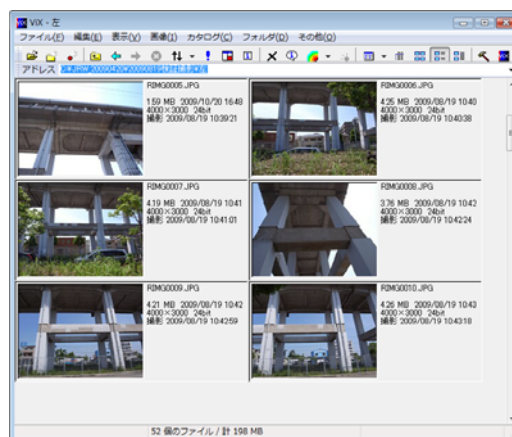 ViX - 左
ファイル(F) 編集(E) 表示(V) 画像(I) カタログ(C) フォルダ(D) その他(O)
アドレス
RIMG0005.JPG
1.59 MB 2009/10/20 16:48
4000×3000 24bit
撮影 2009/08/19 10:39:21
RIMG0006.JPG
4.25 MB 2009/08/19 10:40
4000×3000 24bit
撮影 2009/08/19 10:40:38
RIMG0007.JPG
4.19 MB 2009/08/19 10:41
4000×3000 24bit
撮影 2009/08/19 10:41:01
RIMG0008.JPG
3.76 MB 2009/08/19 10:42
4000×3000 24bit
撮影 2009/08/19 10:42:24
RIMG0009.JPG
4.21 MB 2009/08/19 10:42
4000×3000 24bit
撮影 2009/08/19 10:42:59
RIMG0010.JPG
4.26 MB 2009/08/19 10:43
4000×3000 24bit
撮影 2009/08/19 10:43:18
52 個のファイル / 計 198 MB